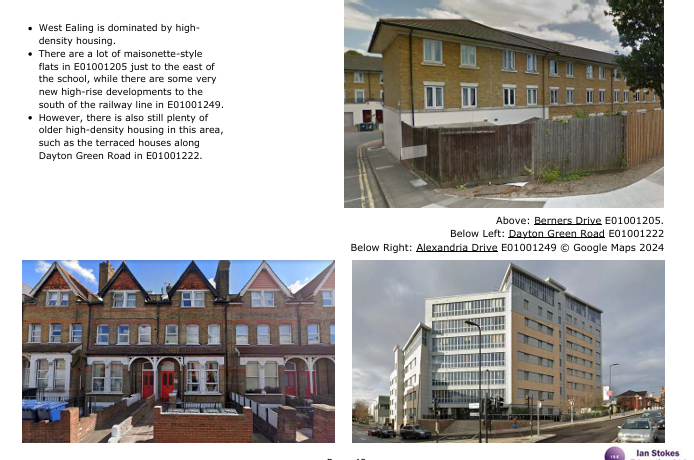 • West Ealing is dominated by high-
density housing.
• There are a lot of maisonette-style
flats in E01001205 just to the east of
the school, while there are some very
new high-rise developments to the
south of the railway line in E01001249.
• However, there is also still plenty of
older high-density housing in this area,
such as the terraced houses along
Dayton Green Road in E01001222.
Above: Berners Drive E01001205.
Below Left: Dayton Green Road E01001222
Below Right: Alexandria Drive E01001249 © Google Maps 2024
Ian Stokes